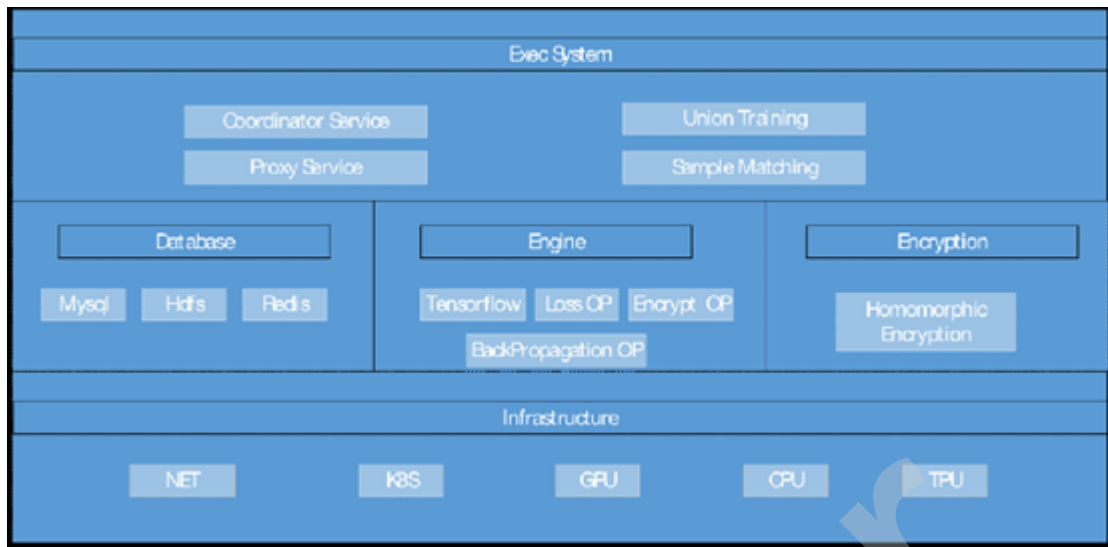 Exec System
Coordinator Service
Union Training
Proxy Service
Sample Matching
Database
Engine
Encryption
Mysql
Hdfs
Redis
Tensorflow
Loss OP
Encrypt OP
Homomorphic
Encryption
BackPropagation OP
Infrastructure
NET
K8S
GPU
CPU
TPU